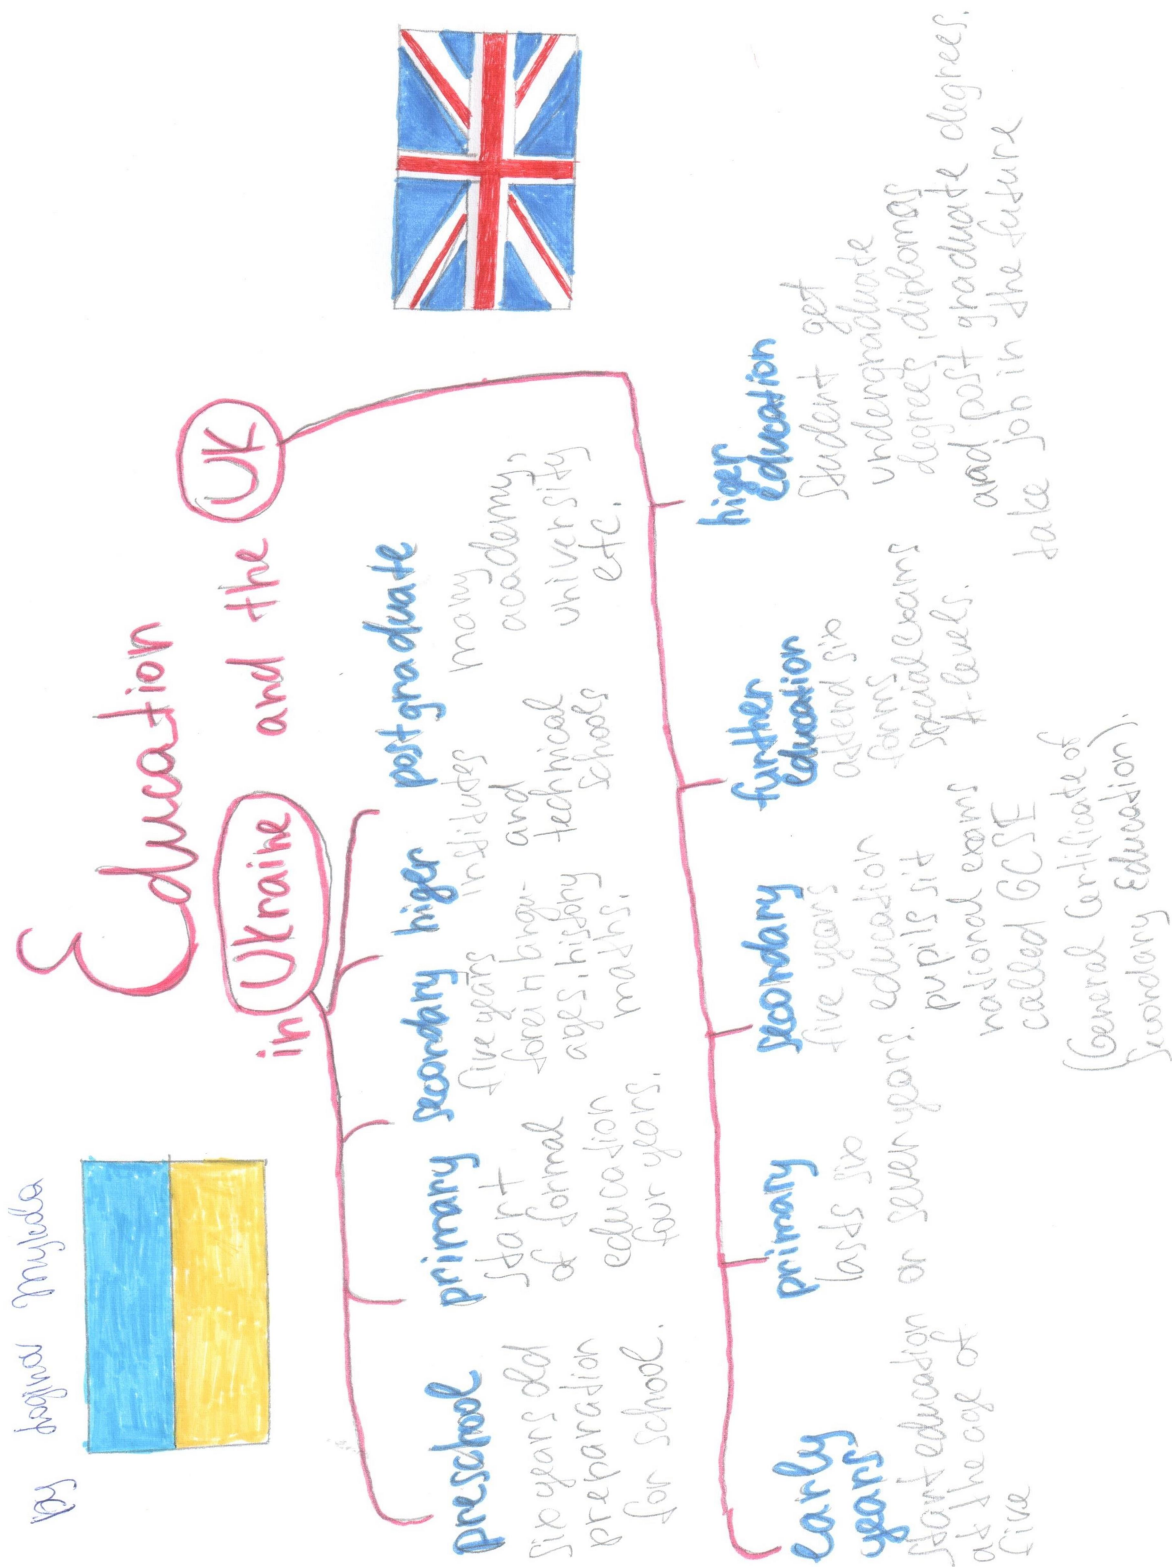 by
Education
in Ukraine and the UK
preschool
six years old
preparation
for school.
primary
start
of formal
education
four years.
secondary
five years
forein langu-
ages, history
maths.
higer
institutes
and
technical
schools
postgraduate
many
academy,
university,
etc.
Early
years
start education
at the age of
five
primary
lasts six
or seven years.
secondary
five years
education
pupils sit
national exams
called GCSE
(General Certificate of
Secondary Education).
further
education
attend six
forms.
special exams
A-levels.
higer
Education
Student get
undergraduate
degrees, diplomas
and post graduate degrees.
take job in the future